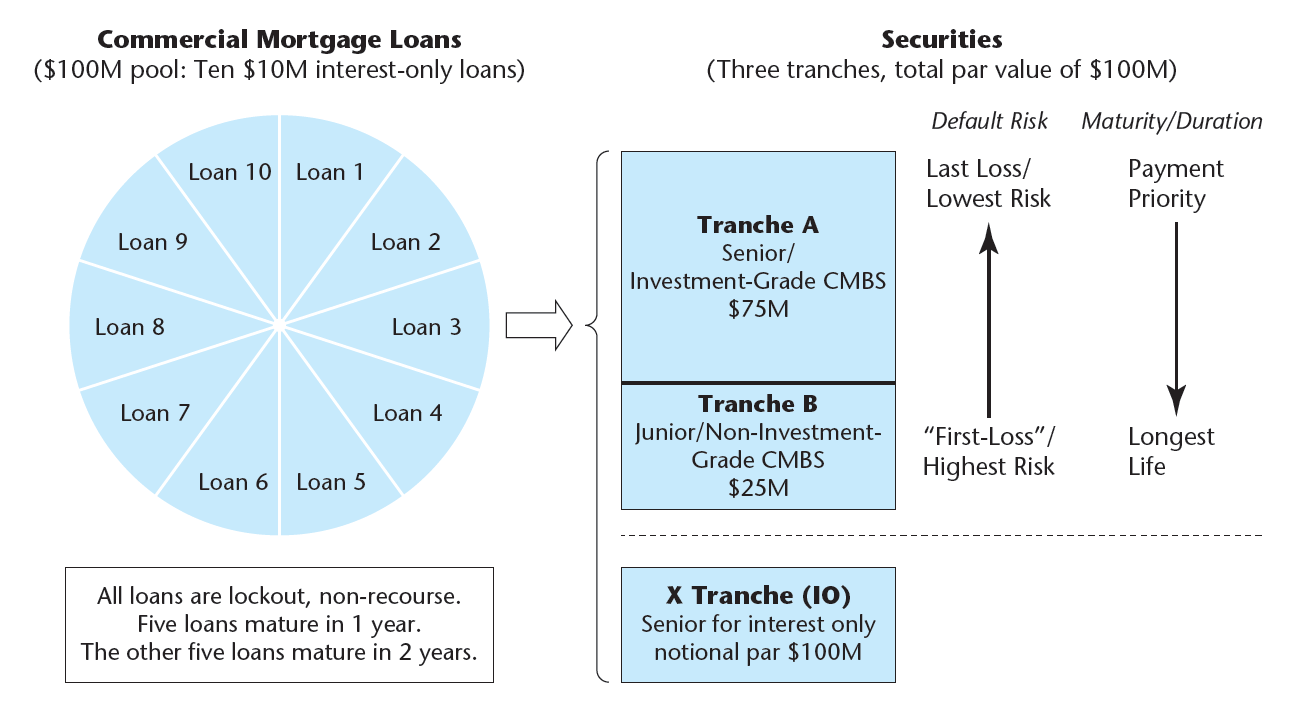 Commercial Mortgage Loans
($100M pool: Ten $10M interest-only loans)
Loan 10
Loan 1
Loan 9
Loan 2
Loan 8
Loan 3
Loan 7
Loan 4
Loan 6
Loan 5
All loans are lockout, non-recourse.
Five loans mature in 1 year.
The other five loans mature in 2 years.
Securities
(Three tranches, total par value of $100M)
Default Risk
Maturity/Duration
Tranche A
Senior/
Investment-Grade CMBS
$75M
Last Loss/
Lowest Risk
Payment
Priority
Tranche B
Junior/Non-Investment-
Grade CMBS
$25M
“First-Loss”/
Highest Risk
Longest
Life
X Tranche (IO)
Senior for interest only
notional par $100M